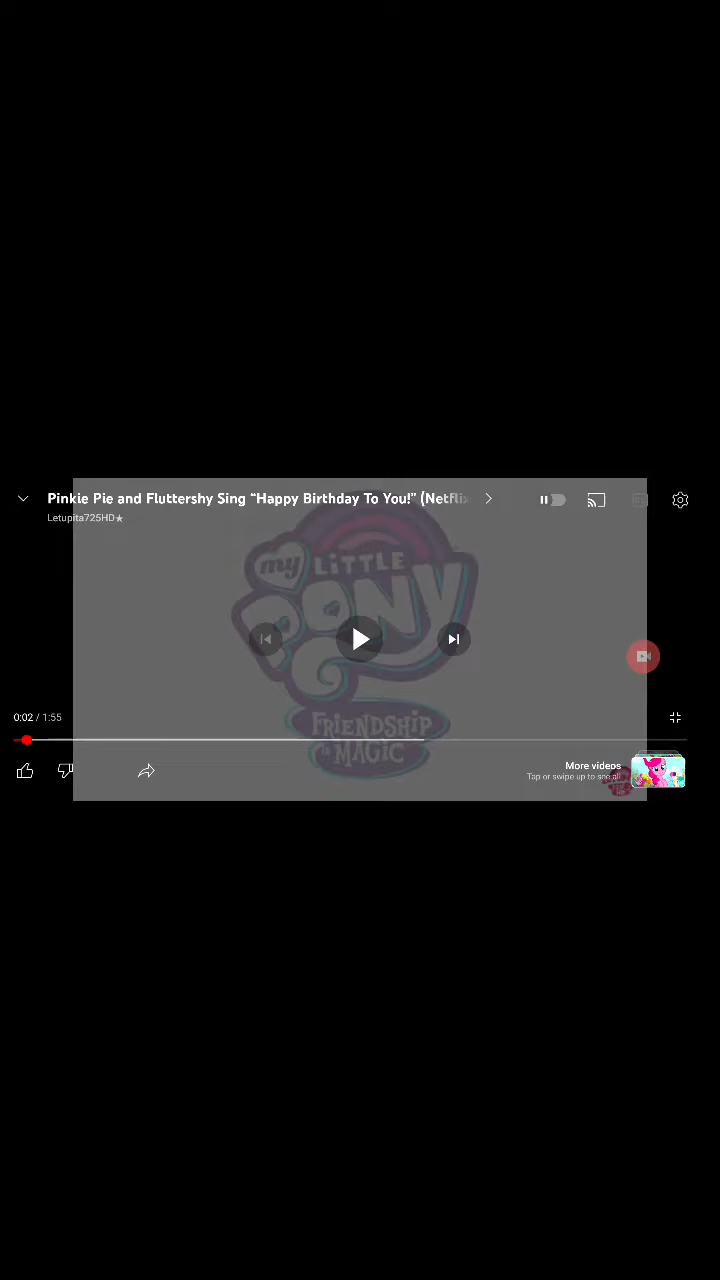 Pinkie Pie and Fluttershy Sing “Happy Birthday To You!” (Netflix
Letupita725HD★
my LiTTLE
PONY
FRiENDSHiP
is MAGiC
0:02 / 1:55
More videos
Tap or swipe up to see all